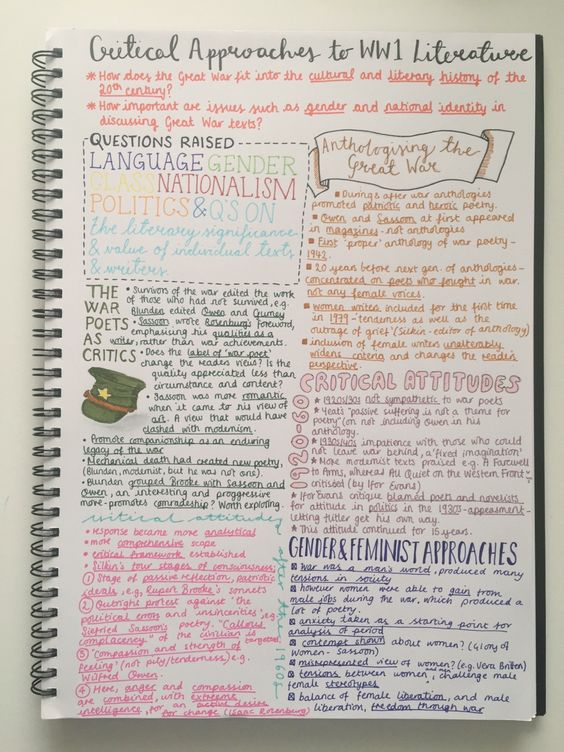 Critical Approaches to WW1 Literature
* How does the Great War fit into the cultural and literary history of the
20th century?
* How important are issues such as gender and national identity in
discussing Great War texts?
QUESTIONS RAISED
LANGUAGE GENDER
CLASS NATIONALISM
POLITICS & Q'S ON
the literary significance
& value of individual texts
& writers.
Anthologising the
Great War
▪ During & after war anthologies
promoted patriotic and heroic poetry.
▪ Owen and Sassoon at first appeared
in magazines - not anthologies
▪ First 'proper' anthology of war poetry -
1942.
▪ 20 years before next gen. of anthologies -
concentrated on poets who fought in war.
not any female voices.
▪ women writers included for the first time
in 1979 - tenderness as well as the
outrage of grief' (Silkin - editor of anthology)
▪ inclusion of female writers unalterably
widens criteria and changes the reader's
perspective.
THE WAR POETS AS CRITICS
• Survivors of the war edited the work
of those who had not survived, e.g.
Blunden edited Owen and Gurney
• Sassoon wrote Rosenburg's foreword,
emphasising his qualities as a
writer, rather than war achievements.
• Does the label of 'war poet'
change the readers views? Is the
quality appreciated less than
circumstance and content?
• Sassoon was more romantic
when it came to his view of
art. A view that would have
clashed with modernism.
• Promote companionship as an enduring
legacy of the war
• Mechanical death had created new poetry,
(Blunden, modernist, but he was not one).
• Blunden grouped Brooke with Sassoon and
Owen, an interesting and proggressive
more - promotes comradeship? Worth exploring.
CRITICAL ATTITUDES
1920-60
* 1920s/30s not sympathetic to war poets
* Yeats "passive suffering is not a theme for
poetry" (on not including Owen in his
anthology.
* 1930s/40s impatience with those who could
not leave war behind, a 'fixed imagination'
* More modernist texts praised e.g. A Farewell
to Arms, whereas All Quiet on the Western Front
critisised (by Ifor Evans)
* Ifor Evans critique blamed poets and novelists
for attitude in politics in the 1930s - appeasment -
letting Hitler get his own way.
* This attitude continued for 15 years.
critical attitudes after the 1960s
• response became more analytical
• more comprehensive scope
• critical framework established
• Silkin's four stages of consciousness;
① Stage of passive reflection, patriotic
ideals, e.g, Rupert Brooke's sonnets
② Outright protest against 'the
political errors and insincerities', e.g.
Siefried Sassoon's poetry. "Callous
complacency" of the civilian is targeted.
③ 'Compassion and strength of
feeling' (not pity/tenderness) e.g.
Wilfred Owen.
④ Here, anger and compassion
are combined, with extreme
intelligence, for an active desire
for change (Isaac Rosenburg)
GENDER & FEMINIST APPROACHES
war was a man's world, produced many
tensions in society
however women were able to gain from
male jobs during the war, which produced a
lot of poetry.
anxiety taken as a starting point for
analysis of period
contempt shown about women? (Glory of
Women - Sassoon)
misrepresented view of women? (e.g. Vera Britten)
tensions between women and men, challenge male
female stereotypes
balance of female liberation, and male
liberation, freedom through war